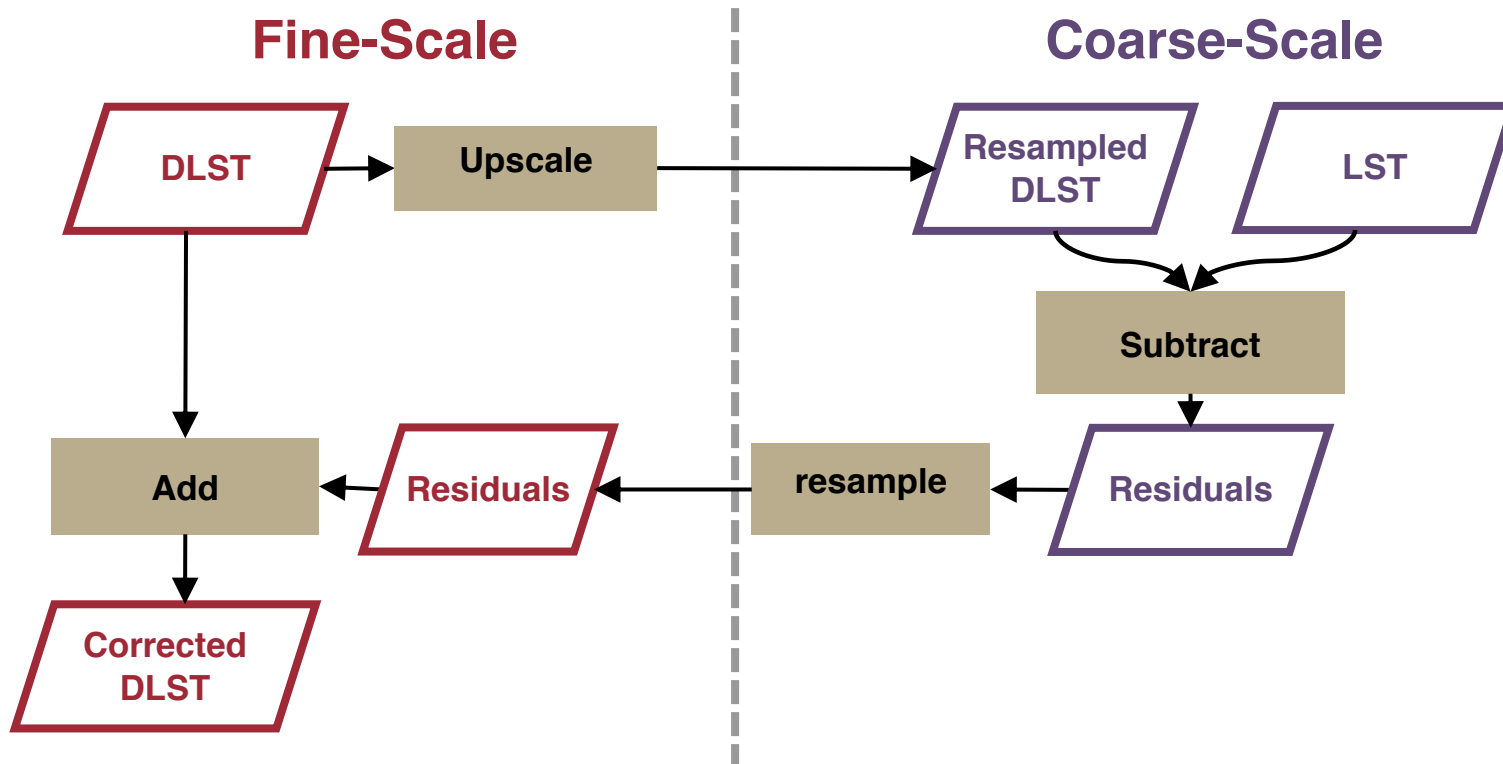 Fine-Scale
Coarse-Scale
DLST
Upscale
Resampled
DLST
LST
Subtract
Add
Residuals
resample
Residuals
Corrected
DLST